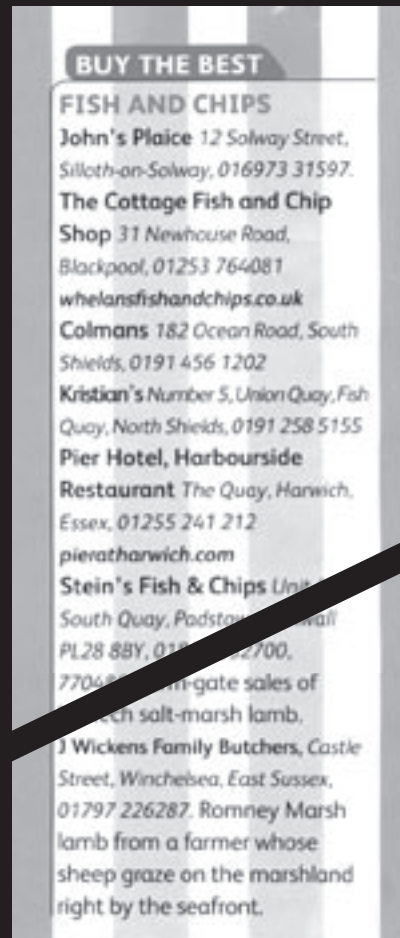 BUY THE BEST
FISH AND CHIPS
John's Plaice 12 Solway Street,
Silloth-on-Solway, 016973 31597.
The Cottage Fish and Chip
Shop 31 Newhouse Road,
Blackpool, 01253 764081
whelansfishandchips.co.uk
Colmans 182 Ocean Road, South
Shields, 0191 456 1202
Kristian's Number 5, Union Quay, Fish
Quay, North Shields, 0191 258 5155
Pier Hotel, Harbourside
Restaurant The Quay, Harwich,
Essex, 01255 241 212
pieratharwich.com
Stein's Fish & Chips
South Quay,
PL28 8BY, 2700,
-gate sales of
salt-marsh lamb.
J Wickens Family Butchers, Castle
Street, Winchelsea, East Sussex,
01797 226287. Romney Marsh
lamb from a farmer whose
sheep graze on the marshland
right by the seafront.